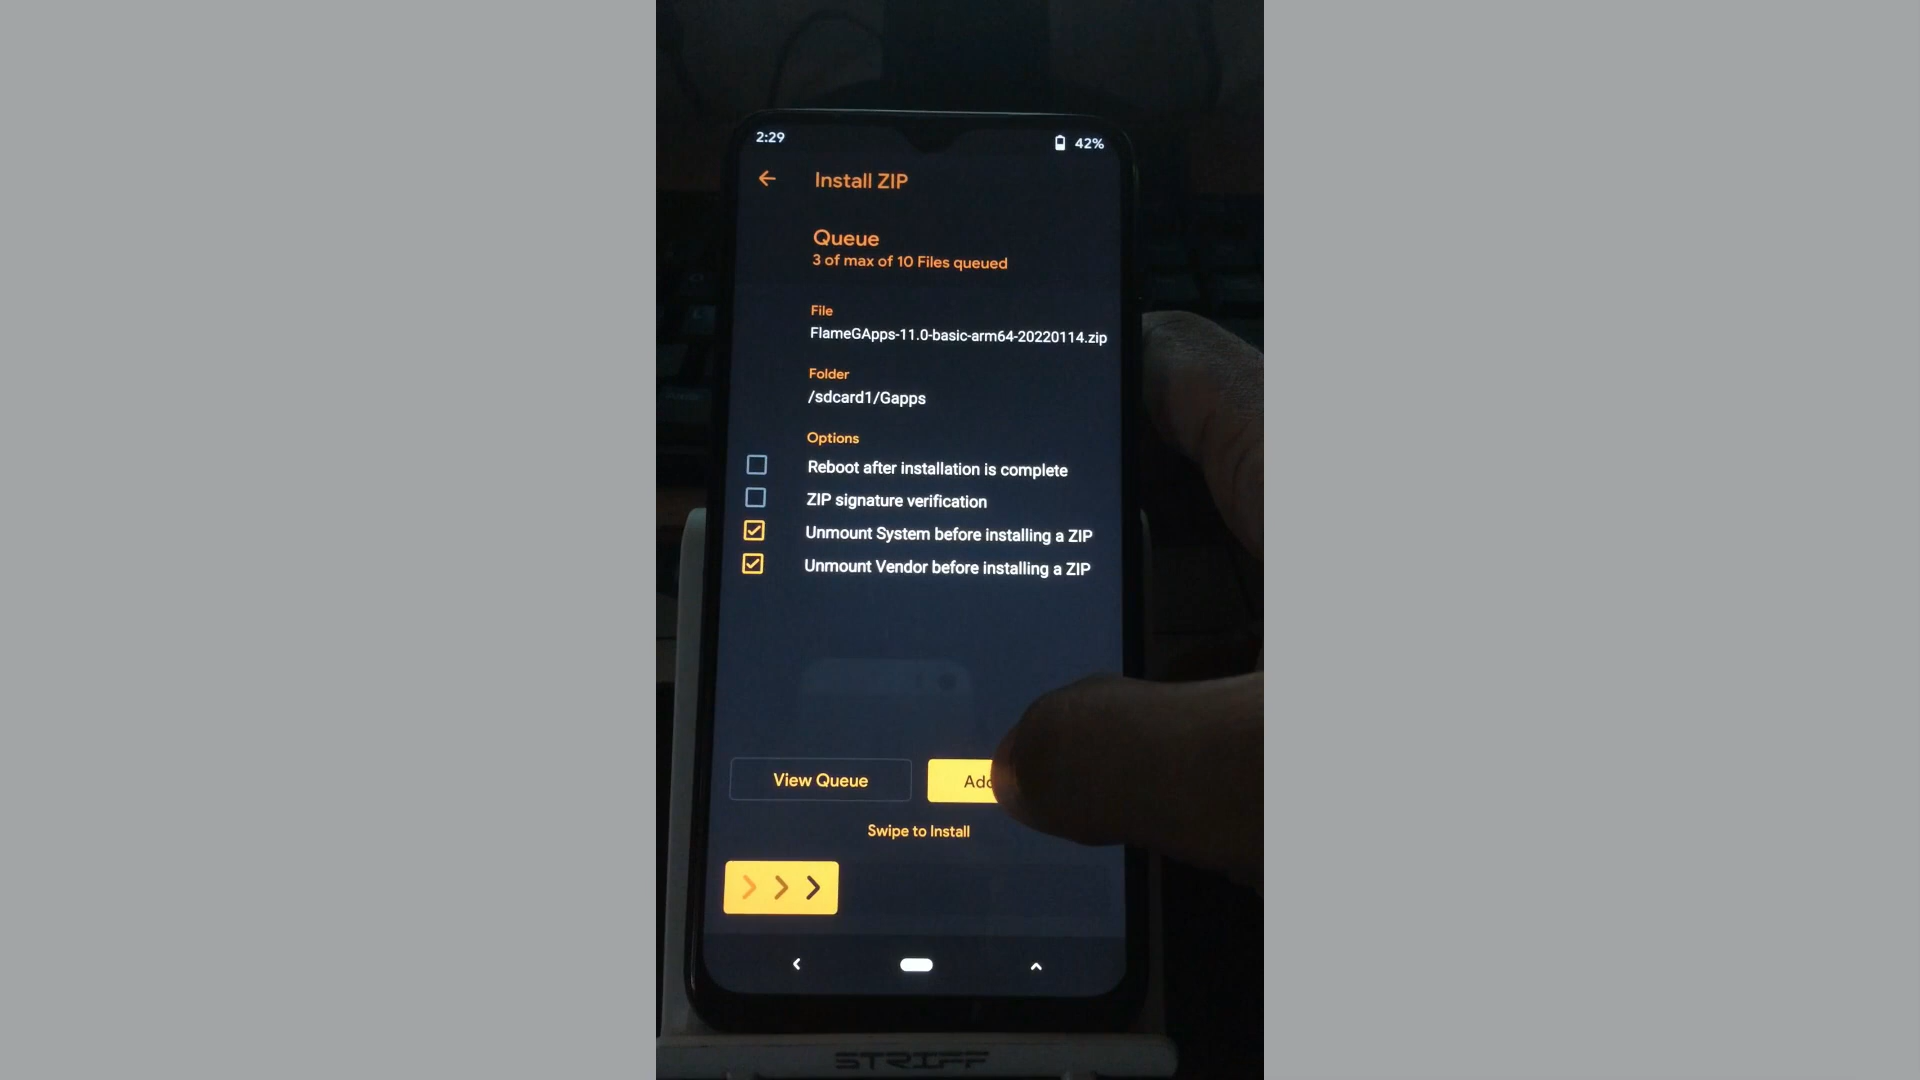 2:29
42%
Install ZIP
Queue
3 of max of 10 Files queued
File
FlameGApps-11.0-basic-arm64-20220114.zip
Folder
/sdcard1/Gapps
Options
Reboot after installation is complete
ZIP signature verification
Unmount System before installing a ZIP
Unmount Vendor before installing a ZIP
View Queue
Swipe to Install
STRIFF